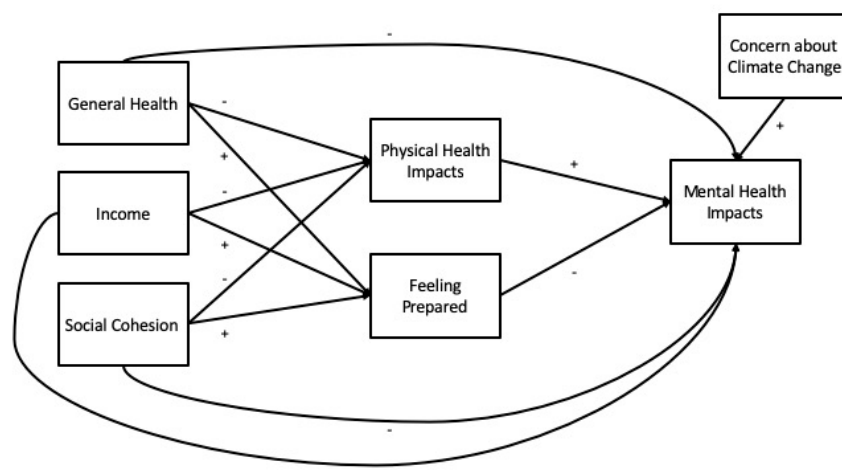 -
Concern about
Climate Change
General Health
-
+
Physical Health
Impacts
+
Mental Health
Impacts
+
Income
-
+
Social Cohesion
-
+
Feeling
Prepared
-
-